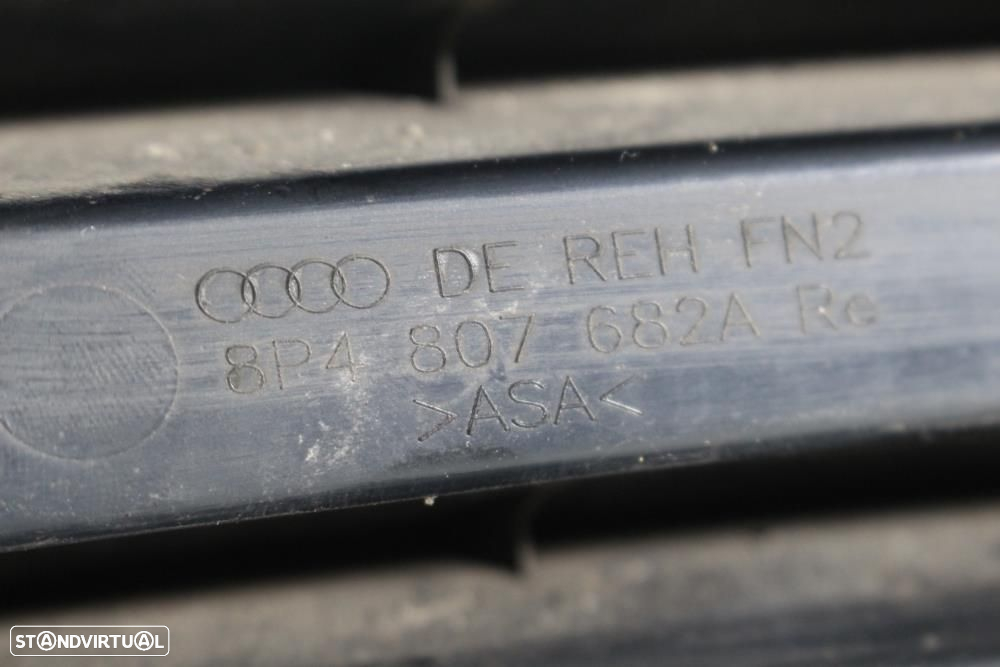 DE REH FN2
8P4 807 682A Re
>ASA<
STANDVIRTUAL